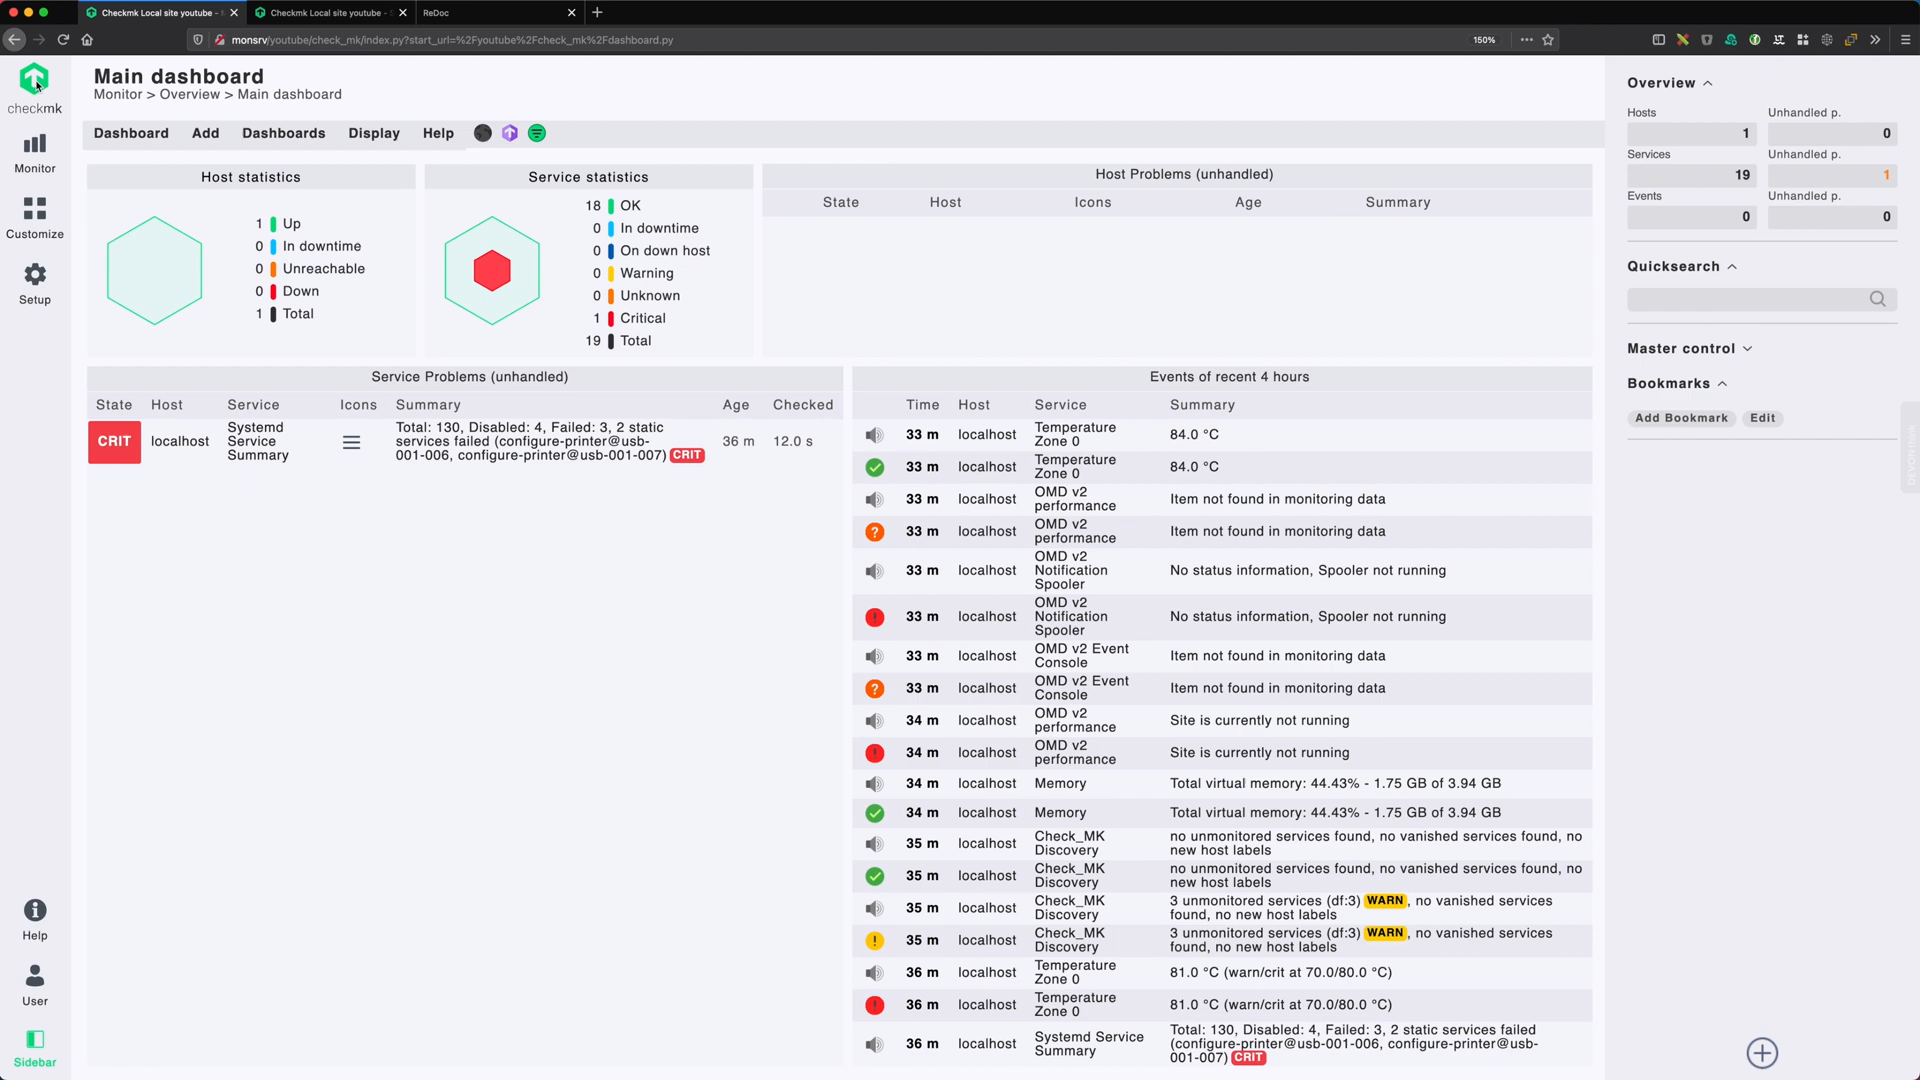 Checkmk Local site youtube -
Checkmk Local site youtube -
ReDoc
monsrv/youtube/check_mk/index.py?start_url=%2Fyoutube%2Fcheck_mk%2Fdashboard.py
150%
checkmk
Monitor
Customize
Setup
Help
User
Sidebar
Main dashboard
Monitor > Overview > Main dashboard
Dashboard Add Dashboards Display Help
Host statistics
1 Up
0 In downtime
0 Unreachable
0 Down
1 Total
Service statistics
18 OK
0 In downtime
0 On down host
0 Warning
0 Unknown
1 Critical
19 Total
Host Problems (unhandled)
State Host Icons Age Summary
Service Problems (unhandled)
State Host Service Icons Summary Age Checked
CRIT localhost Systemd Service Summary Total: 130, Disabled: 4, Failed: 3, 2 static services failed (configure-printer@usb-001-006, configure-printer@usb-001-007) CRIT 36 m 12.0 s
Events of recent 4 hours
Time Host Service Summary
33 m localhost Temperature Zone 0 84.0 °C
33 m localhost Temperature Zone 0 84.0 °C
33 m localhost OMD v2 performance Item not found in monitoring data
33 m localhost OMD v2 performance Item not found in monitoring data
33 m localhost OMD v2 Notification Spooler No status information, Spooler not running
33 m localhost OMD v2 Notification Spooler No status information, Spooler not running
33 m localhost OMD v2 Event Console Item not found in monitoring data
33 m localhost OMD v2 Event Console Item not found in monitoring data
34 m localhost OMD v2 performance Site is currently not running
34 m localhost OMD v2 performance Site is currently not running
34 m localhost Memory Total virtual memory: 44.43% - 1.75 GB of 3.94 GB
34 m localhost Memory Total virtual memory: 44.43% - 1.75 GB of 3.94 GB
35 m localhost Check_MK Discovery no unmonitored services found, no vanished services found, no new host labels
35 m localhost Check_MK Discovery no unmonitored services found, no vanished services found, no new host labels
35 m localhost Check_MK Discovery 3 unmonitored services (df:3) WARN, no vanished services found, no new host labels
35 m localhost Check_MK Discovery 3 unmonitored services (df:3) WARN, no vanished services found, no new host labels
36 m localhost Temperature Zone 0 81.0 °C (warn/crit at 70.0/80.0 °C)
36 m localhost Temperature Zone 0 81.0 °C (warn/crit at 70.0/80.0 °C)
36 m localhost Systemd Service Summary Total: 130, Disabled: 4, Failed: 3, 2 static services failed (configure-printer@usb-001-006, configure-printer@usb-001-007) CRIT
Overview
Hosts Unhandled p.
1 0
Services Unhandled p.
19 1
Events Unhandled p.
0 0
Quicksearch
Master control
Bookmarks
Add Bookmark Edit